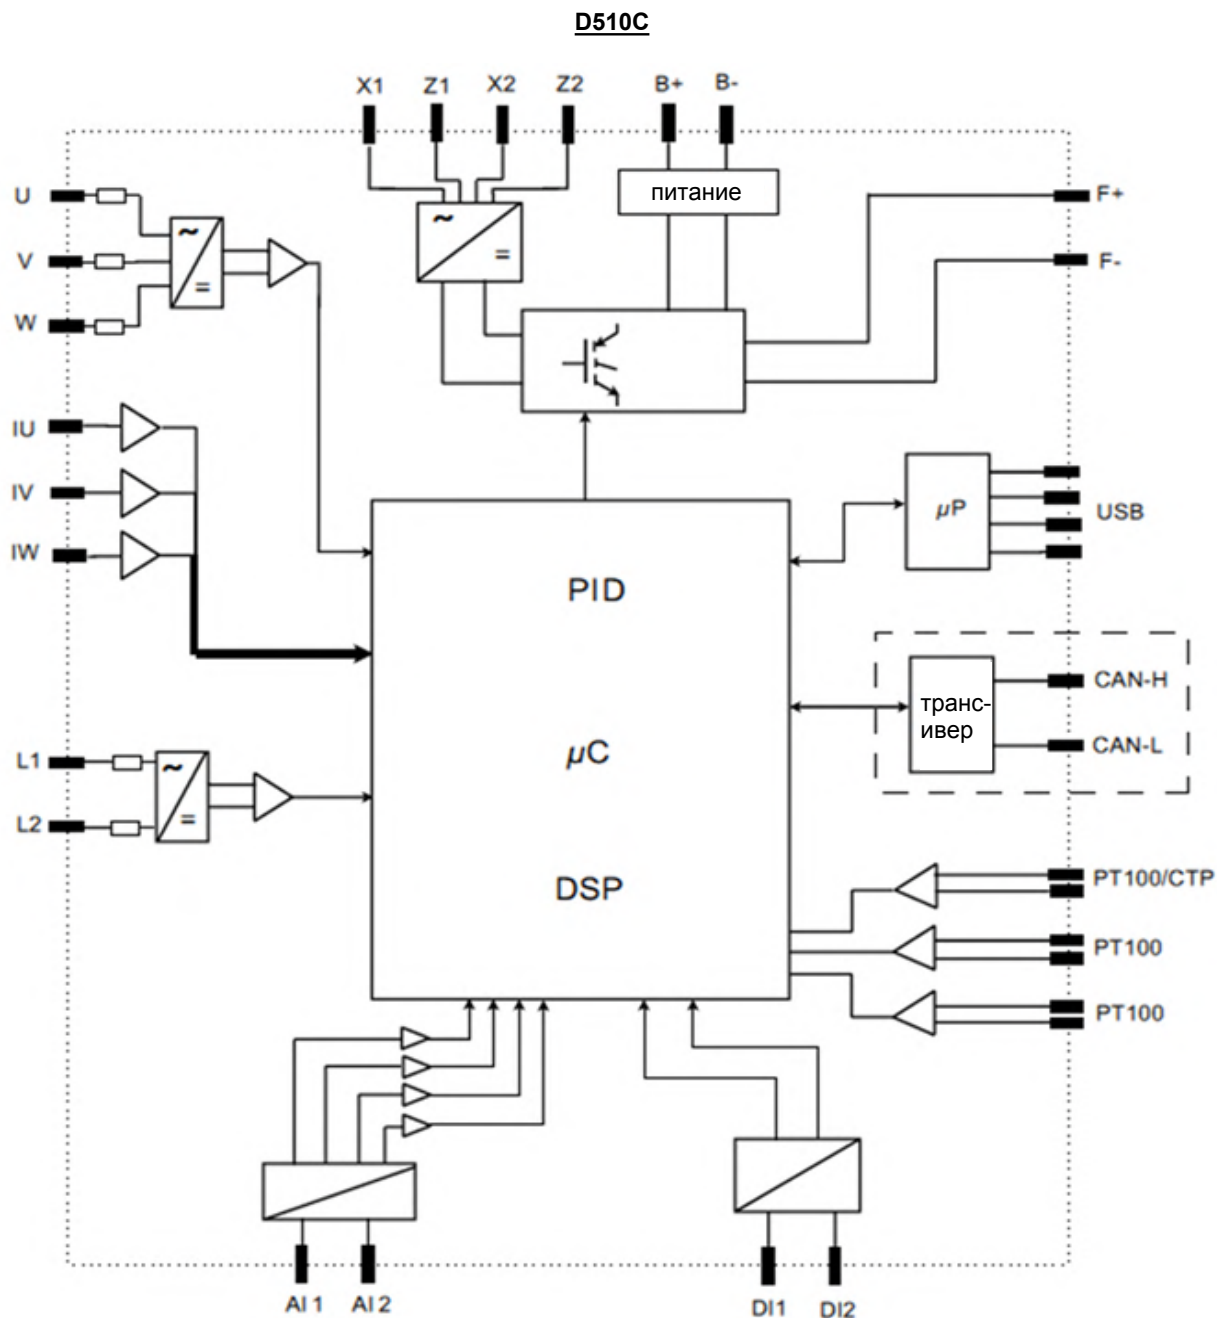 D510C
X1 Z1 X2 Z2 B+ B-
питание
U
V
W
~
=
~
=
F+
F-
IU
IV
IW
µP
USB
PID
µC
DSP
транс-
ивер
CAN-H
CAN-L
L1
L2
~
=
PT100/CTP
PT100
PT100
AI 1 AI 2
DI1 DI2